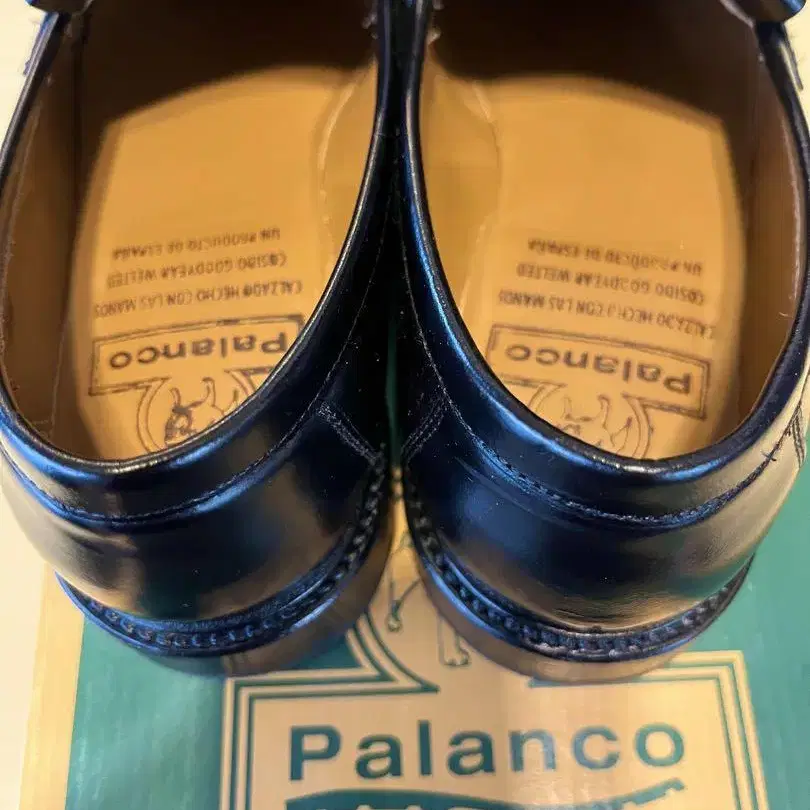 Palanco
CALZADO HECHO CON LAS MANOS
COSIDO GOODYEAR WELTED
UN PRODUCTO DE ESPAÑA
Palanco
CALZADO HECHO CON LAS MANOS
COSIDO GOODYEAR WELTED
UN PRODUCTO DE ESPAÑA
Palanco